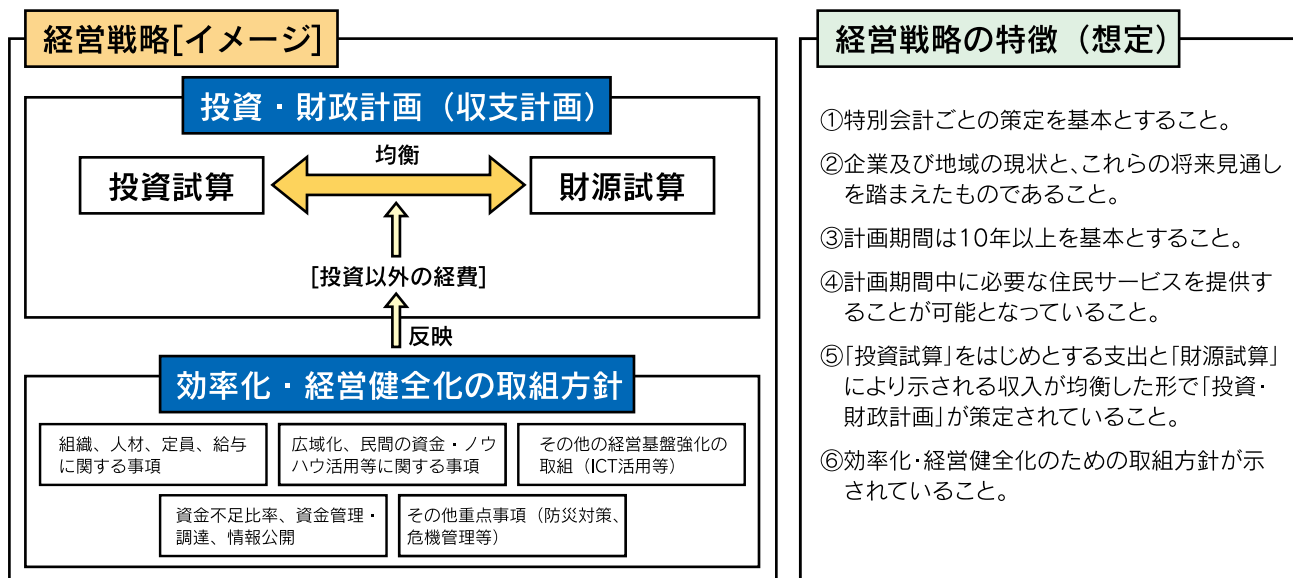 経営戦略[イメージ]
投資・財政計画（収支計画）
均衡
投資試算
財源試算
[投資以外の経費]
反映
効率化・経営健全化の取組方針
組織、人材、定員、給与
に関する事項
広域化、民間の資金・ノウ
ハウ活用等に関する事項
その他の経営基盤強化の
取組（ICT活用等）
資金不足比率、資金管理・
調達、情報公開
その他重点事項（防災対策、
危機管理等）
経営戦略の特徴（想定）
①特別会計ごとの策定を基本とすること。
②企業及び地域の現状と、これらの将来見通し
を踏まえたものであること。
③計画期間は10年以上を基本とすること。
④計画期間中に必要な住民サービスを提供す
ることが可能となっていること。
⑤「投資試算」をはじめとする支出と「財源試算」
により示される収入が均衡した形で「投資・
財政計画」が策定されていること。
⑥効率化・経営健全化のための取組方針が示
されていること。